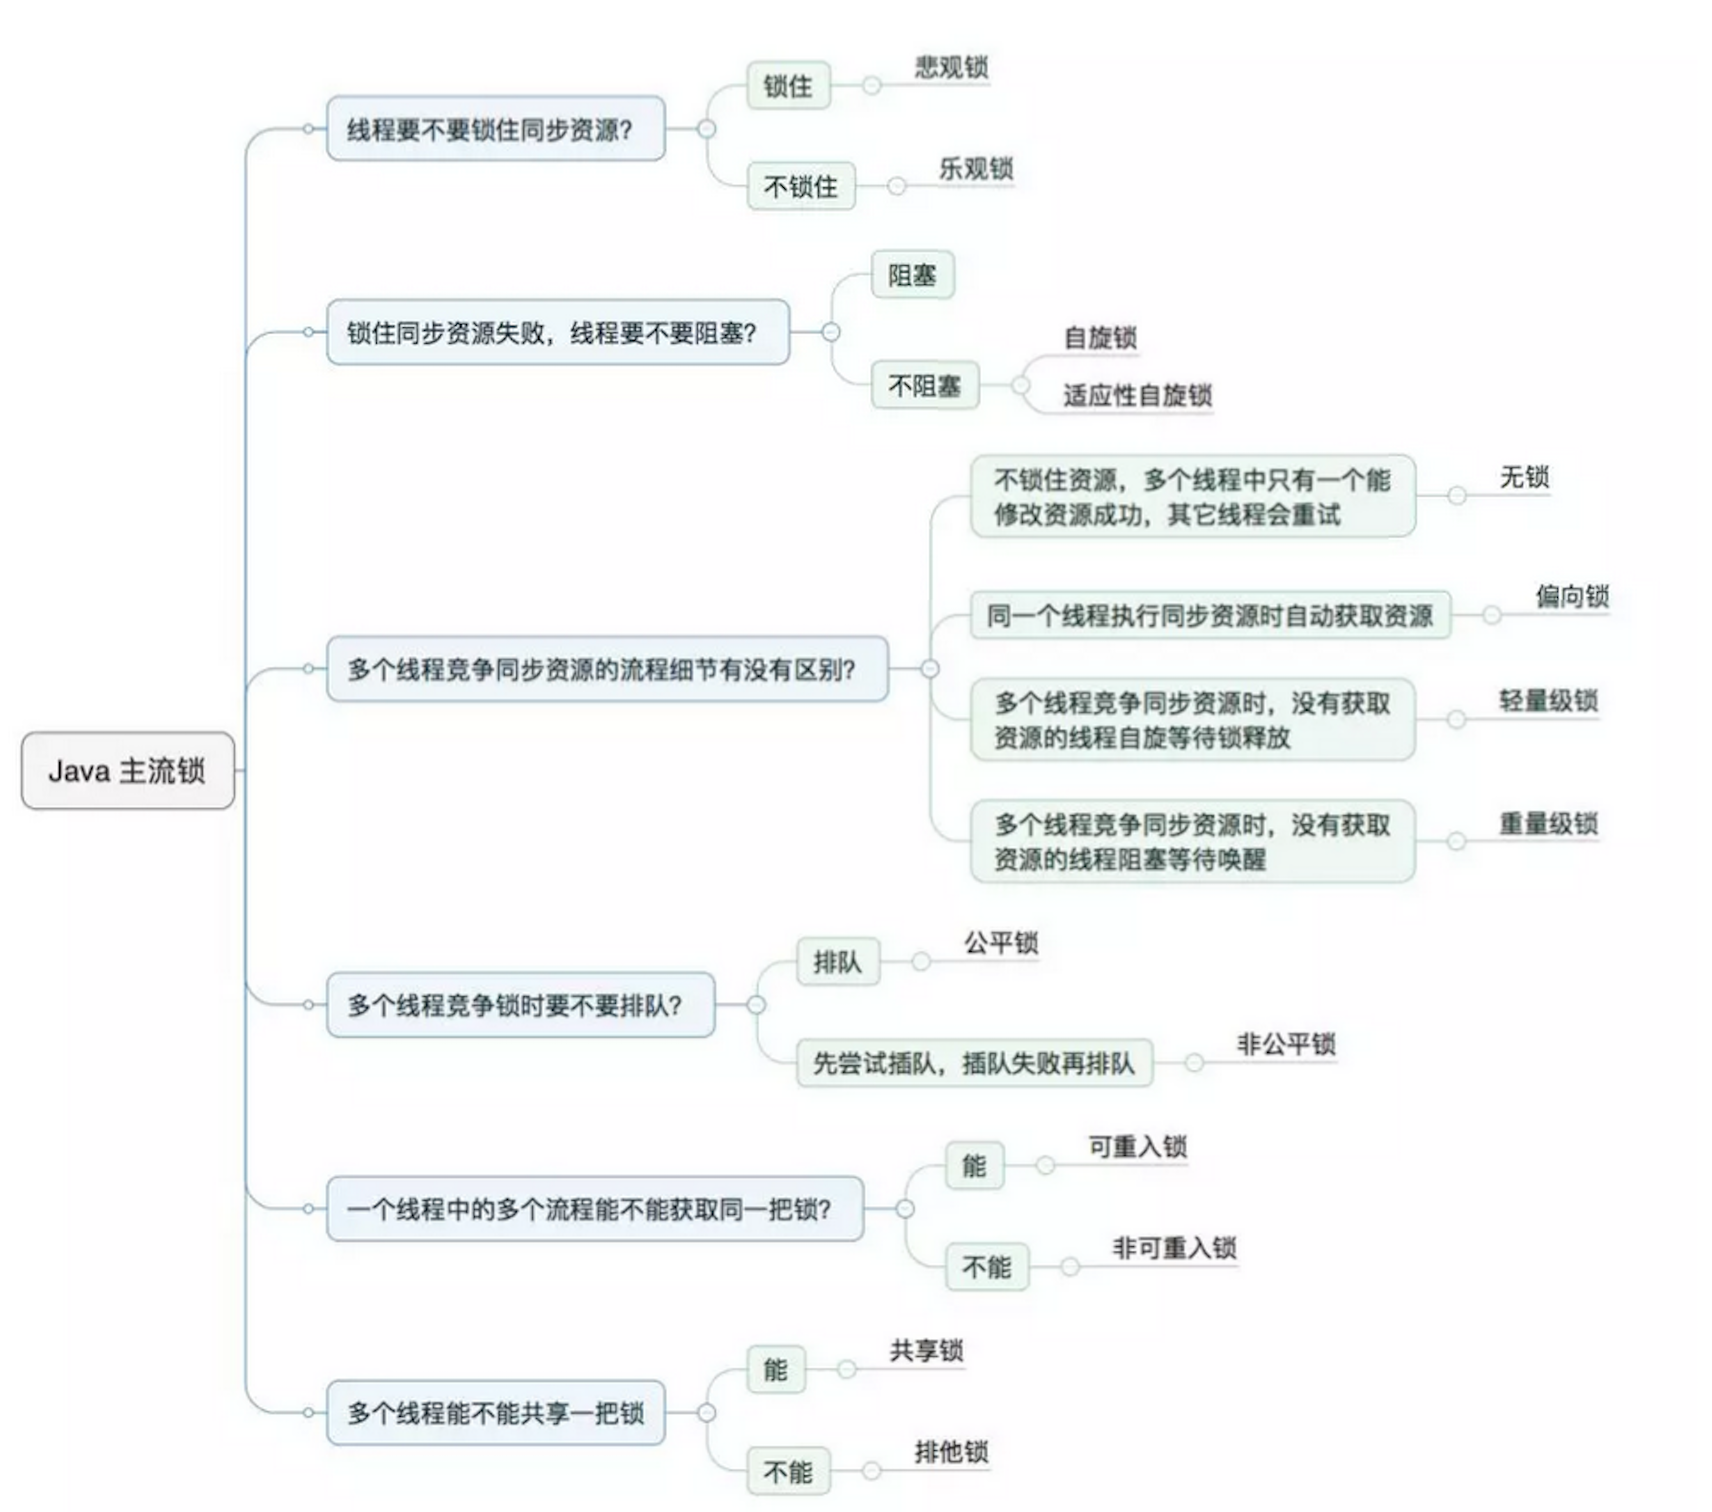 Java 主流锁
线程要不要锁住同步资源？
锁住
悲观锁
不锁住
乐观锁
锁住同步资源失败，线程要不要阻塞？
阻塞
不阻塞
自旋锁
适应性自旋锁
多个线程竞争同步资源的流程细节有没有区别？
不锁住资源，多个线程中只有一个能
修改资源成功，其它线程会重试
无锁
同一个线程执行同步资源时自动获取资源
偏向锁
多个线程竞争同步资源时，没有获取
资源的线程自旋等待锁释放
轻量级锁
多个线程竞争同步资源时，没有获取
资源的线程阻塞等待唤醒
重量级锁
多个线程竞争锁时要不要排队？
排队
公平锁
先尝试插队，插队失败再排队
非公平锁
一个线程中的多个流程能不能获取同一把锁？
能
可重入锁
不能
非可重入锁
多个线程能不能共享一把锁
能
共享锁
不能
排他锁